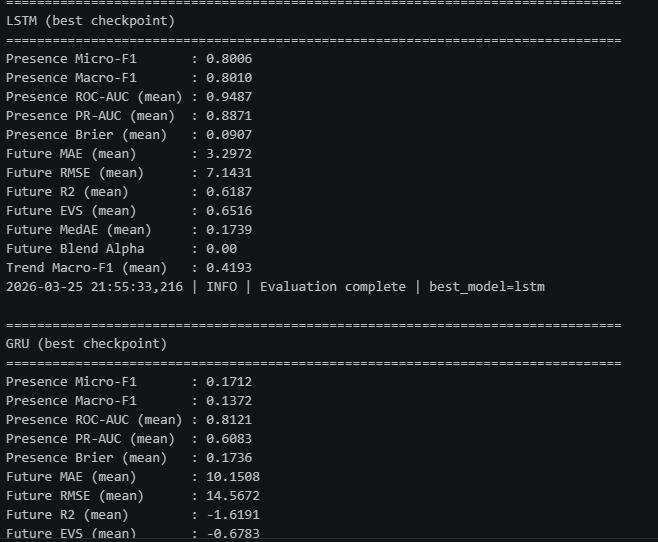 ================================================================================
LSTM (best checkpoint)
================================================================================
Presence Micro-F1       : 0.8006
Presence Macro-F1       : 0.8010
Presence ROC-AUC (mean) : 0.9487
Presence PR-AUC (mean)  : 0.8871
Presence Brier (mean)   : 0.0907
Future MAE (mean)       : 3.2972
Future RMSE (mean)      : 7.1431
Future R2 (mean)        : 0.6187
Future EVS (mean)       : 0.6516
Future MedAE (mean)     : 0.1739
Future Blend Alpha      : 0.00
Trend Macro-F1 (mean)   : 0.4193
2026-03-25 21:55:33,216 | INFO | Evaluation complete | best_model=lstm
================================================================================
GRU (best checkpoint)
================================================================================
Presence Micro-F1       : 0.1712
Presence Macro-F1       : 0.1372
Presence ROC-AUC (mean) : 0.8121
Presence PR-AUC (mean)  : 0.6083
Presence Brier (mean)   : 0.1736
Future MAE (mean)       : 10.1508
Future RMSE (mean)      : 14.5672
Future R2 (mean)        : -1.6191
Future EVS (mean)       : -0.6783